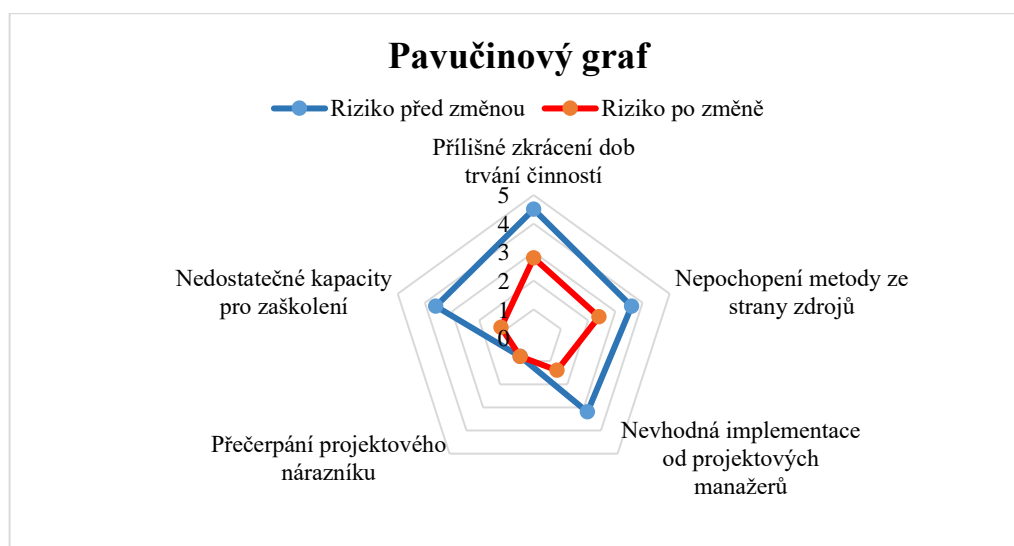 Pavučinový graf
Riziko před změnou
Riziko po změně
Přílišné zkrácení dob
trvání činností
5
4
3
2
1
0
Nepochopení metody ze
strany zdrojů
Nevhodná implementace
od projektových
manažerů
Přečerpání projektového
nárazníku
Nedostatečné kapacity
pro zaškolení